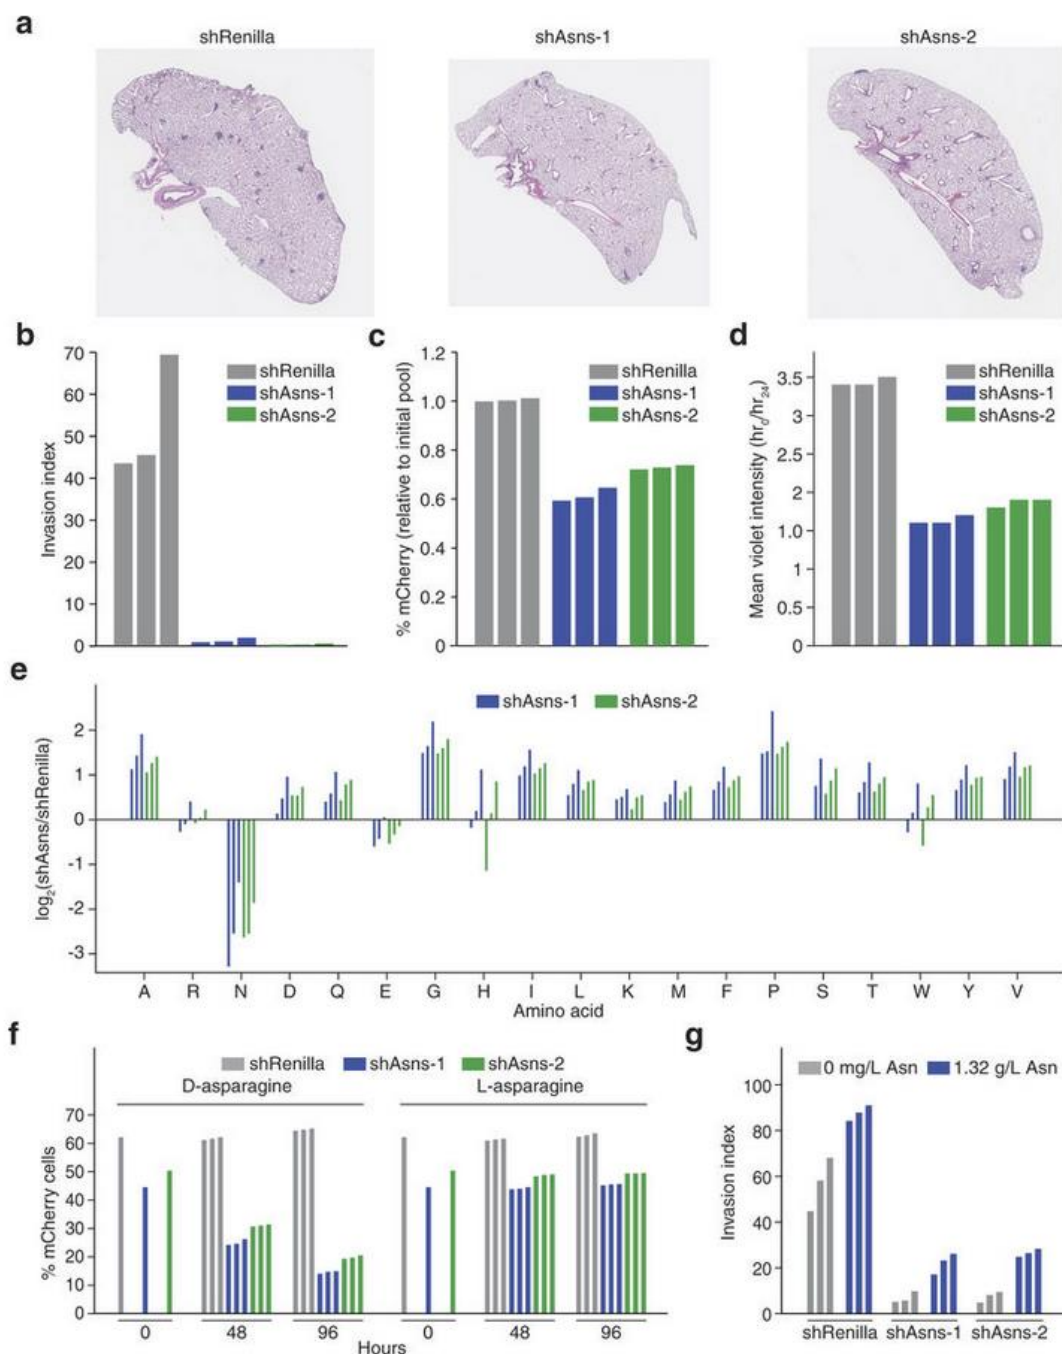 a
shRenilla
shAsns-1
shAsns-2
b
Invasion index
70
60
50
40
30
20
10
0
shRenilla
shAsns-1
shAsns-2
c
% mCherry (relative to initial pool)
1.2
1.0
0.8
0.6
0.4
0.2
0
shRenilla
shAsns-1
shAsns-2
d
Mean violet intensity (hr0/hr24)
3.5
3
2.5
2
1.0
1
0.5
0
shRenilla
shAsns-1
shAsns-2
e
log2(shAsns/shRenilla)
2
1
0
-1
-2
-3
shAsns-1
shAsns-2
A R N D Q E G H I L K M F P S T W Y V
Amino acid
f
shRenilla
shAsns-1
shAsns-2
D-asparagine
L-asparagine
% mCherry cells
70
60
50
40
30
20
10
0
0 48 96 0 48 96
Hours
g
0 mg/L Asn
1.32 g/L Asn
Invasion index
100
80
60
40
20
0
shRenilla shAsns-1 shAsns-2